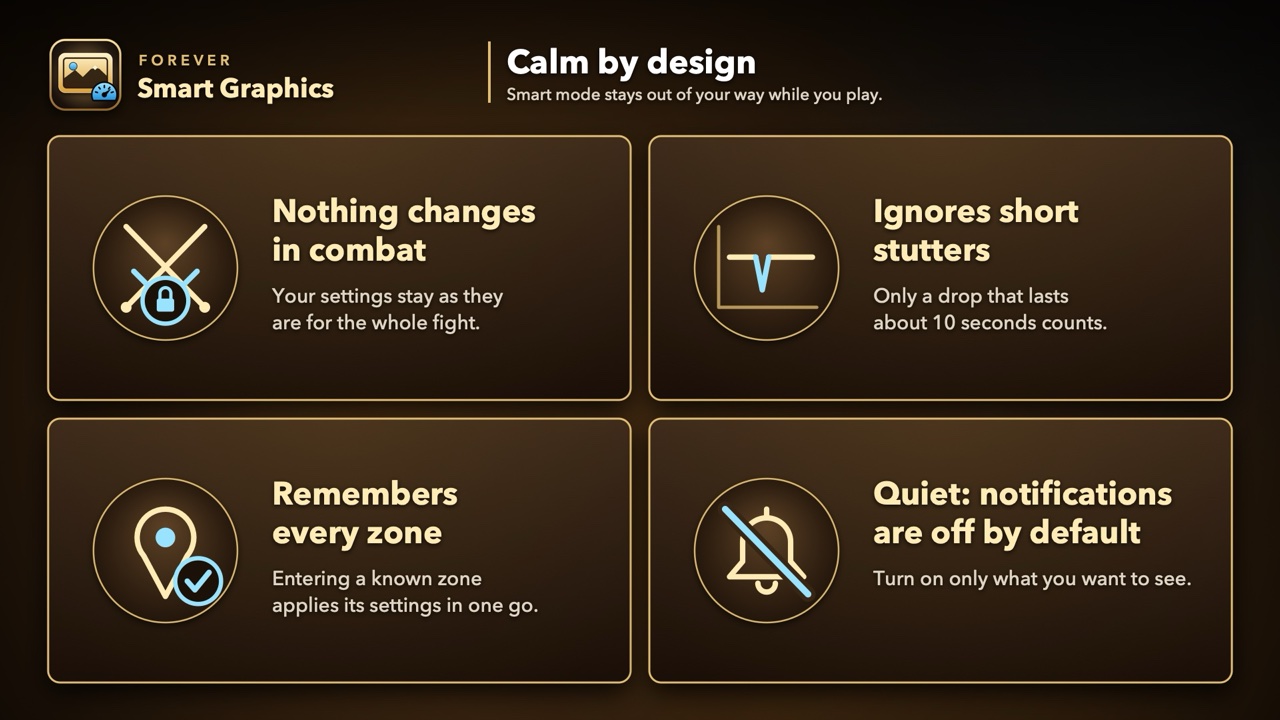 FOREVER
Smart Graphics
Calm by design
Smart mode stays out of your way while you play.
Nothing changes
in combat
Your settings stay as they
are for the whole fight.
Ignores short
stutters
Only a drop that lasts
about 10 seconds counts.
Remembers
every zone
Entering a known zone
applies its settings in one go.
Quiet: notifications
are off by default
Turn on only what you want to see.